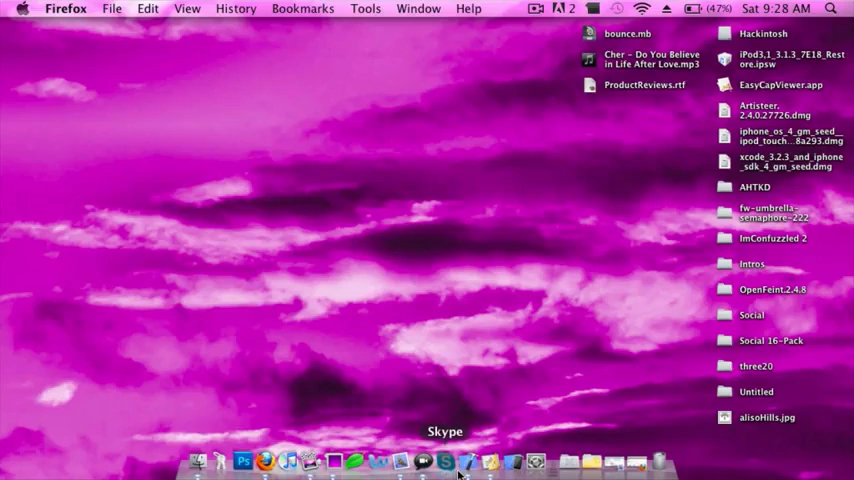 Firefox File Edit View History Bookmarks Tools Window Help 2 (47%) Sat 9:28 AM
bounce.mb
Cher - Do You Believe
in Life After Love.mp3
ProductReviews.rtf
Hackintosh
iPod3,1_3.1.3_7E18_Rest
ore.ipsw
EasyCapViewer.app
Artisteer.
2.4.0.27726.dmg
iphone_os_4_gm_seed__
ipod_touch...8a293.dmg
xcode_3.2.3_and_iphone
_sdk_4_gm_seed.dmg
AHTKD
fw-umbrella-
semaphore-222
ImConfuzzled 2
Intros
OpenFeint.2.4.8
Social
Social 16-Pack
three20
Untitled
alisoHills.jpg
Skype
Ps